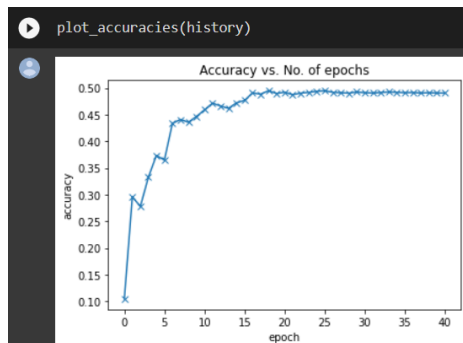 plot_accuracies(history)
Accuracy vs. No. of epochs
accuracy
0.50
0.45
0.40
0.35
0.30
0.25
0.20
0.15
0.10
0 5 10 15 20 25 30 35 40
epoch